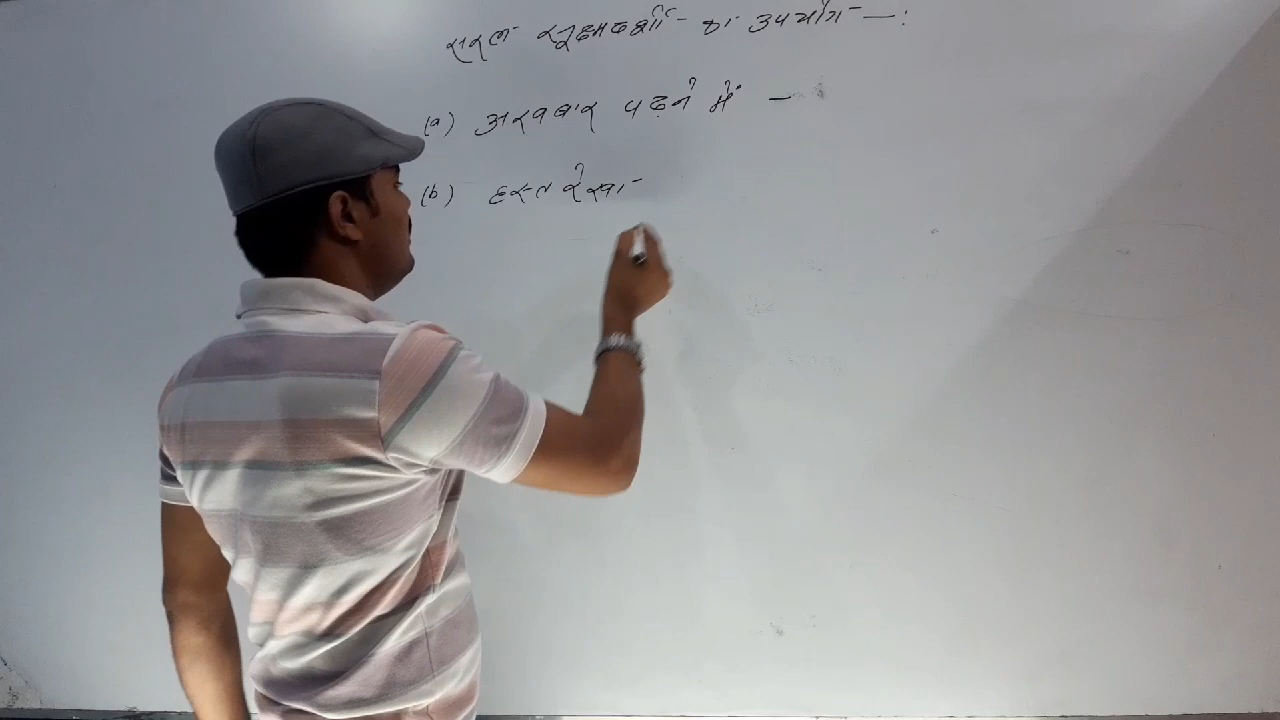 सरल सूक्ष्मदर्शी का उपयोग —:
(a) अखबार पढ़ने में —
(b) हस्त रेखा